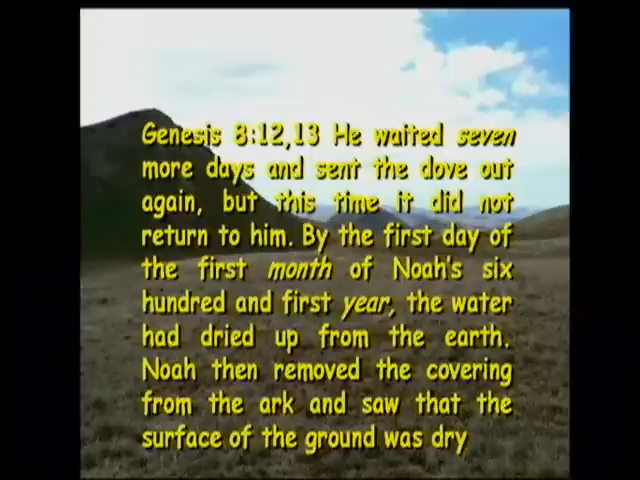 Genesis 8:12,13 He waited seven
more days and sent the dove out
again, but this time it did not
return to him. By the first day of
the first month of Noah's six
hundred and first year, the water
had dried up from the earth.
Noah then removed the covering
from the ark and saw that the
surface of the ground was dry